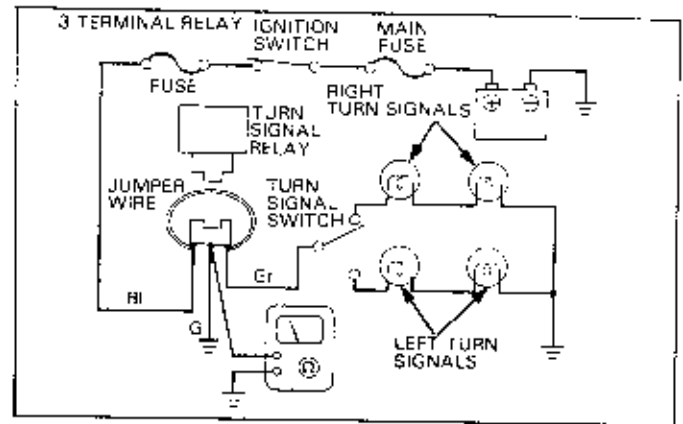 3 TERMINAL RELAY
IGNITION
SWITCH
MAIN
FUSE
FUSE
RIGHT
TURN SIGNALS
TURN
SIGNAL
RELAY
JUMPER
WIRE
TURN
SIGNAL
SWITCH
Gr
Bl
G
Ω
LEFT TURN
SIGNALS